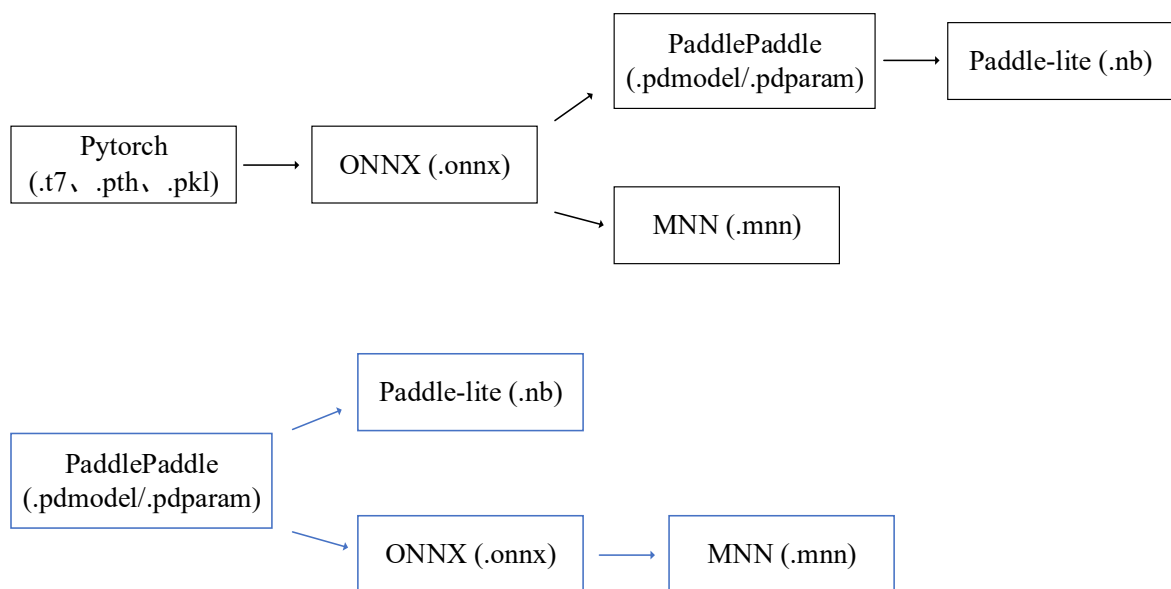 PaddlePaddle
(.pdmodel/.pdparam)
Paddle-lite (.nb)
Pytorch
(.t7、.pth、.pkl)
ONNX (.onnx)
MNN (.mnn)
Paddle-lite (.nb)
PaddlePaddle
(.pdmodel/.pdparam)
ONNX (.onnx)
MNN (.mnn)